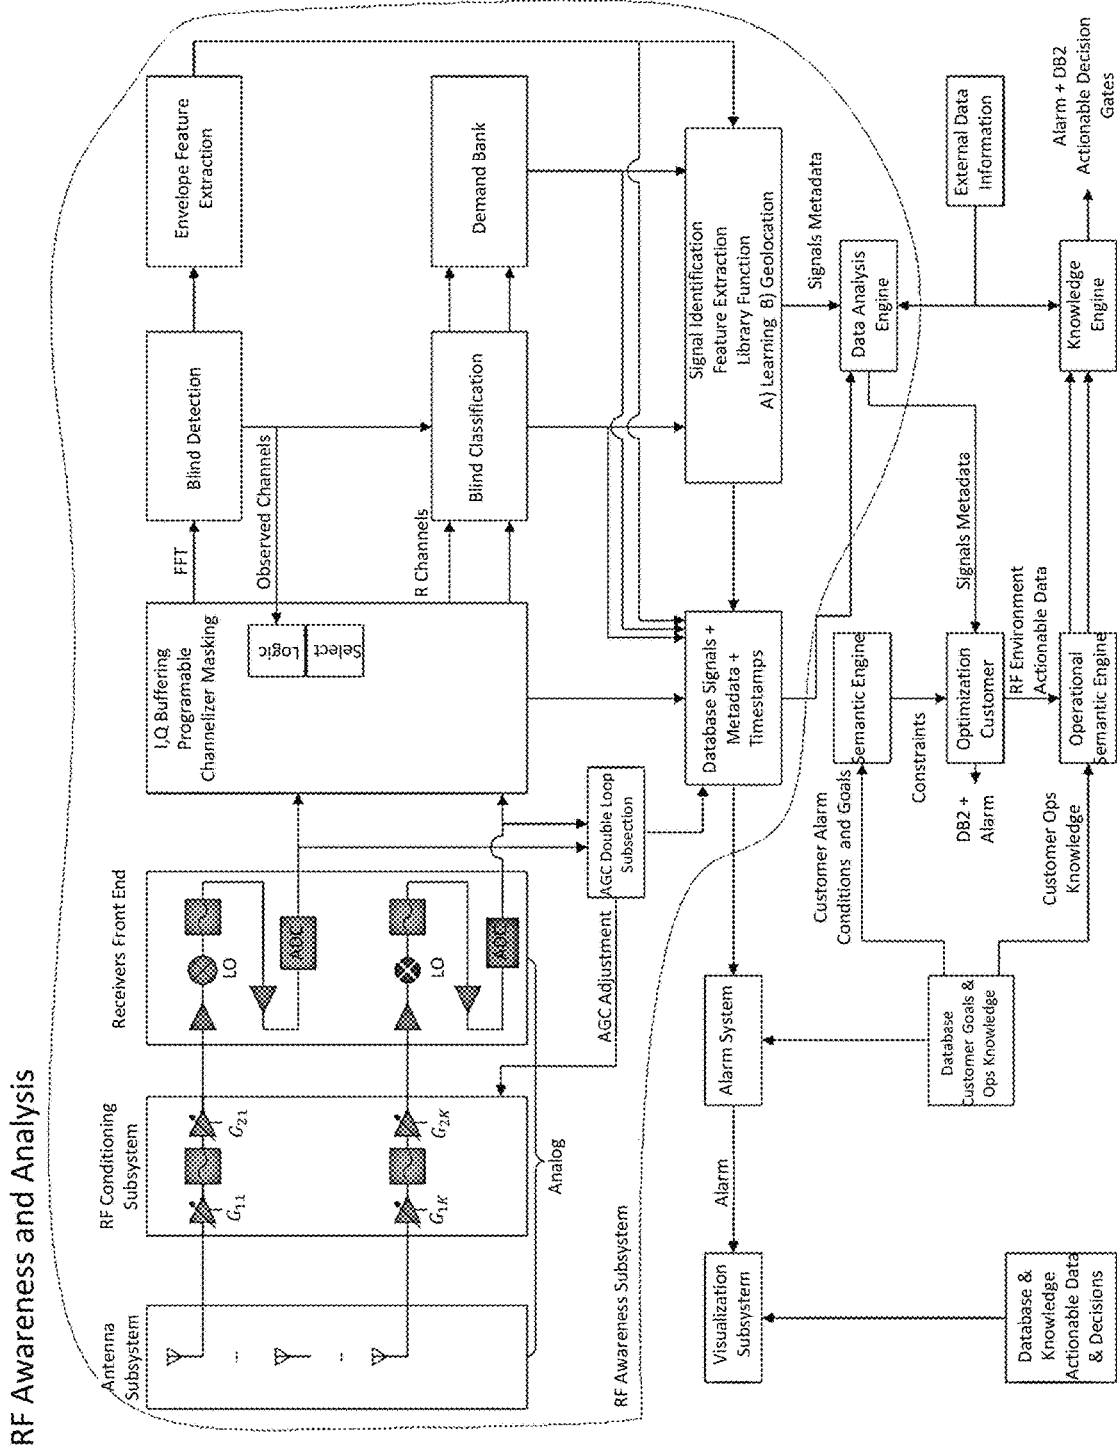 RF Awareness and Analysis
Antenna
Subsystem
RF Conditioning
Subsystem
G11
G21
G1K
G2K
Receivers Front End
LO
ADC
LO
ADC
Analog
RF Awareness Subsystem
AGC Adjustment
AGC Double Loop
Subsection
I,Q Buffering
Programable
Channelizer Masking
Select
Logic
FFT
Observed Channels
R Channels
Blind Detection
Blind Classification
Envelope Feature
Extraction
Demand Bank
Database Signals +
Metadata +
Timestamps
Signal Identification
Feature Extraction
Library Function
A) Learning B) Geolocation
Signals Metadata
Data Analysis
Engine
External Data
Information
Knowledge
Engine
Alarm + DB2
Actionable Decision
Gates
Signals Metadata
Semantic Engine
Constraints
Optimization
Customer
DB2 +
Alarm
RF Environment
Actionable Data
Operational
Semantic Engine
Customer Alarm
Conditions and Goals
Customer Ops
Knowledge
Database
Customer Goals &
Ops Knowledge
Alarm System
Alarm
Visualization
Subsystem
Database &
Knowledge
Actionable Data
& Decisions